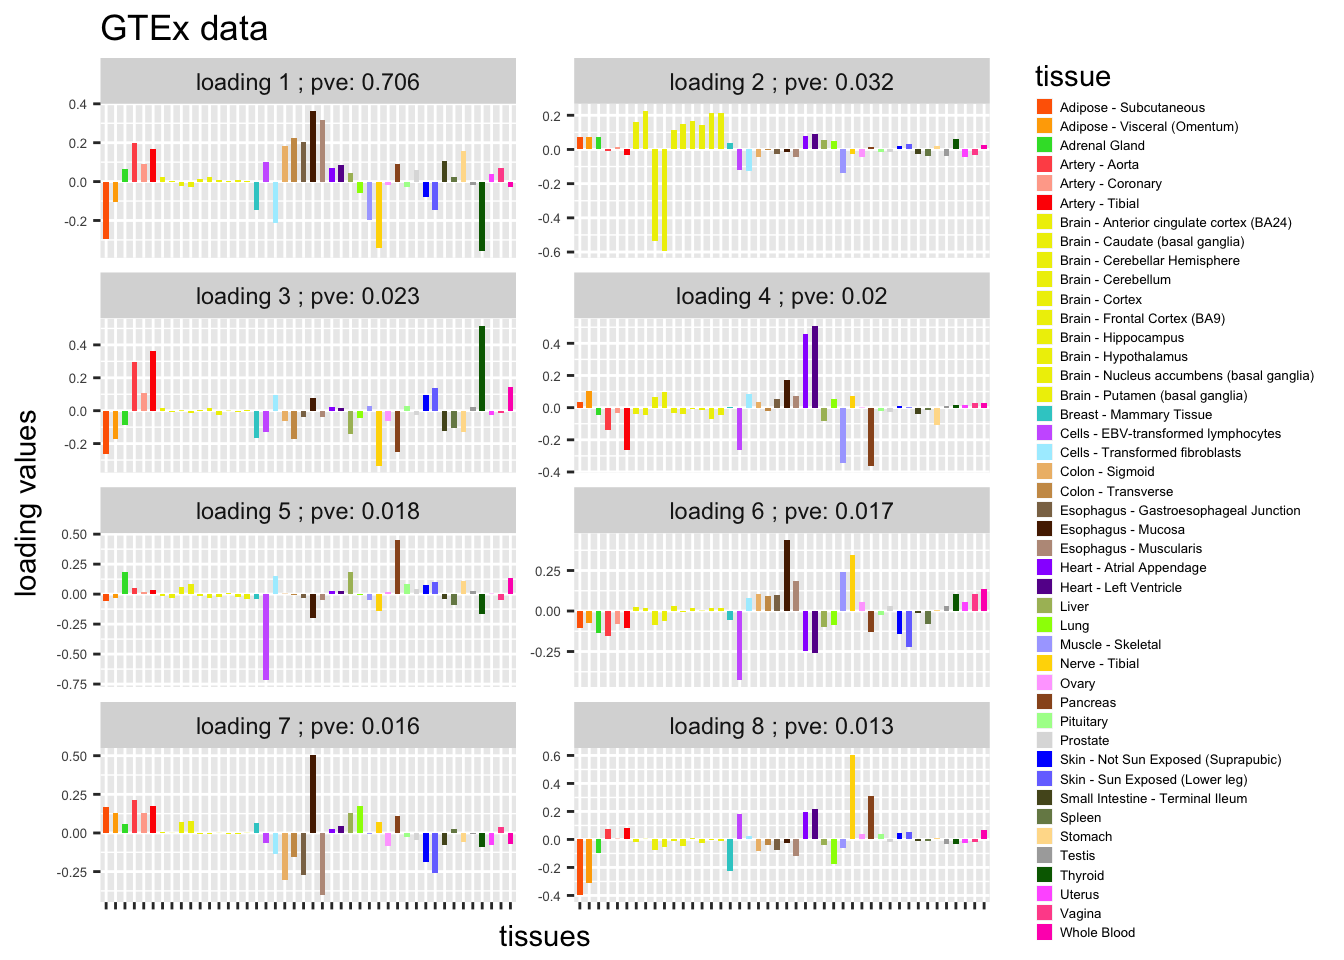 GTEx data
loading 1 ; pve: 0.706
0.4
0.2
0.0
-0.2
loading 2 ; pve: 0.032
0.2
0.0
-0.2
-0.4
-0.6
loading 3 ; pve: 0.023
0.4
0.2
0.0
-0.2
loading 4 ; pve: 0.02
0.4
0.2
0.0
-0.2
-0.4
loading 5 ; pve: 0.018
0.50
0.25
0.00
-0.25
-0.50
-0.75
loading 6 ; pve: 0.017
0.25
0.00
-0.25
loading 7 ; pve: 0.016
0.50
0.25
0.00
-0.25
loading 8 ; pve: 0.013
0.6
0.4
0.2
0.0
-0.2
-0.4
loading values
tissues
tissue
Adipose - Subcutaneous
Adipose - Visceral (Omentum)
Adrenal Gland
Artery - Aorta
Artery - Coronary
Artery - Tibial
Brain - Anterior cingulate cortex (BA24)
Brain - Caudate (basal ganglia)
Brain - Cerebellar Hemisphere
Brain - Cerebellum
Brain - Cortex
Brain - Frontal Cortex (BA9)
Brain - Hippocampus
Brain - Hypothalamus
Brain - Nucleus accumbens (basal ganglia)
Brain - Putamen (basal ganglia)
Breast - Mammary Tissue
Cells - EBV-transformed lymphocytes
Cells - Transformed fibroblasts
Colon - Sigmoid
Colon - Transverse
Esophagus - Gastroesophageal Junction
Esophagus - Mucosa
Esophagus - Muscularis
Heart - Atrial Appendage
Heart - Left Ventricle
Liver
Lung
Muscle - Skeletal
Nerve - Tibial
Ovary
Pancreas
Pituitary
Prostate
Skin - Not Sun Exposed (Suprapubic)
Skin - Sun Exposed (Lower leg)
Small Intestine - Terminal Ileum
Spleen
Stomach
Testis
Thyroid
Uterus
Vagina
Whole Blood